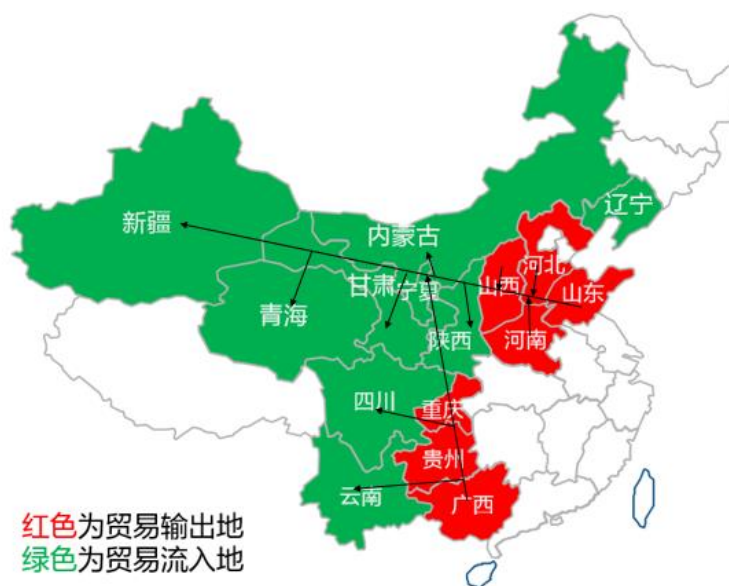 辽宁
新疆
内蒙古
河北
甘肃
宁夏
山西
山东
青海
陕西
河南
四川
重庆
贵州
云南
广西
红色为贸易输出地
绿色为贸易流入地